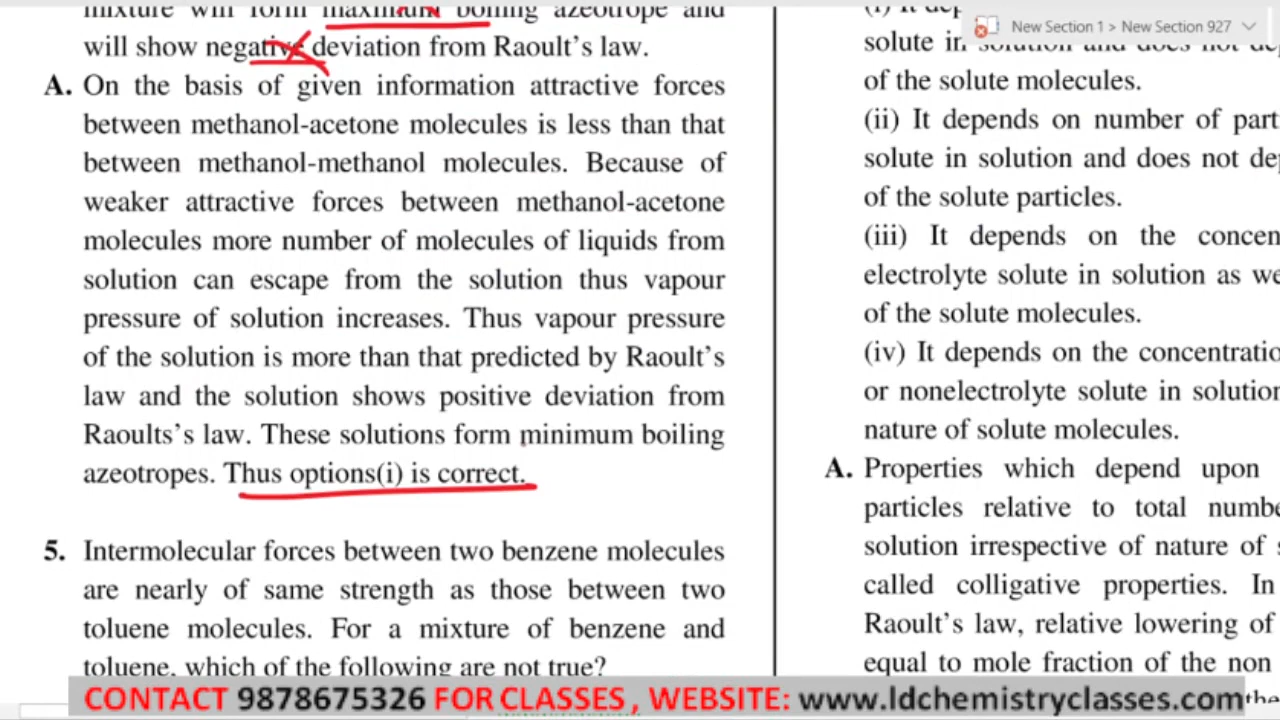 mixture will form maximum boiling azeotrope and
will show negative deviation from Raoult's law.
A. On the basis of given information attractive forces
between methanol-acetone molecules is less than that
between methanol-methanol molecules. Because of
weaker attractive forces between methanol-acetone
molecules more number of molecules of liquids from
solution can escape from the solution thus vapour
pressure of solution increases. Thus vapour pressure
of the solution is more than that predicted by Raoult's
law and the solution shows positive deviation from
Raoults's law. These solutions form minimum boiling
azeotropes. Thus options(i) is correct.
5. Intermolecular forces between two benzene molecules
are nearly of same strength as those between two
toluene molecules. For a mixture of benzene and
toluene, which of the following are not true?
New Section 1 > New Section 927
(i) It dep
solute in solution and does not de
of the solute molecules.
(ii) It depends on number of part
solute in solution and does not de
of the solute particles.
(iii) It depends on the concen
electrolyte solute in solution as we
of the solute molecules.
(iv) It depends on the concentratio
or nonelectrolyte solute in solution
nature of solute molecules.
A. Properties which depend upon
particles relative to total numbe
solution irrespective of nature of
called colligative properties. In
Raoult's law, relative lowering of
equal to mole fraction of the non
the
CONTACT 9878675326 FOR CLASSES , WEBSITE: www.ldchemistryclasses.com